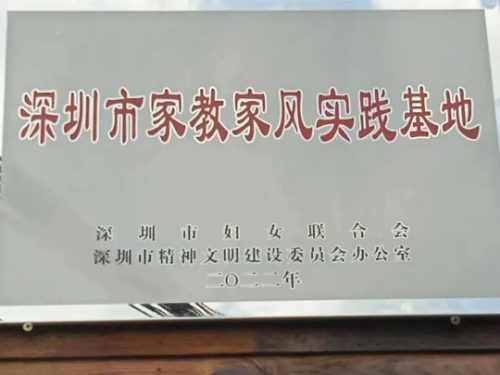 深圳市家教家风实践基地
深圳市妇女联合会
深圳市精神文明建设委员会办公室
二〇二二年